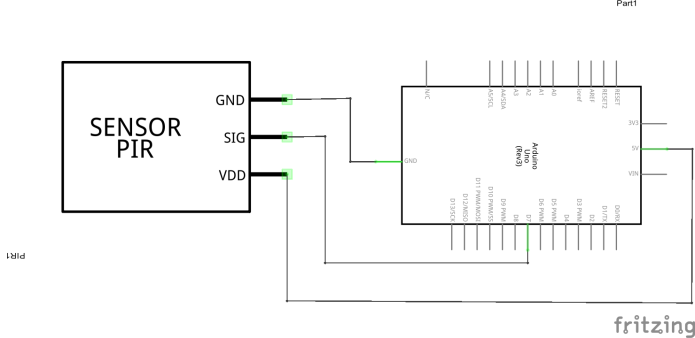 Part1
SENSOR
PIR
GND
SIG
VDD
PIR1
N/C
A5/SCL
A4/SDA
A3
A2
A1
A0
ioref
AREF
RESET2
RESET
GND
Arduino
Uno
(Rev3)
3V3
5V
VIN
D13/SCK
D12/MISO
D11 PWM/MOSI
D10 PWM/SS
D9 PWM
D8
D7
D6 PWM
D5 PWM
D4
D3 PWM
D2
D1/TX
D0/RX
fritzing